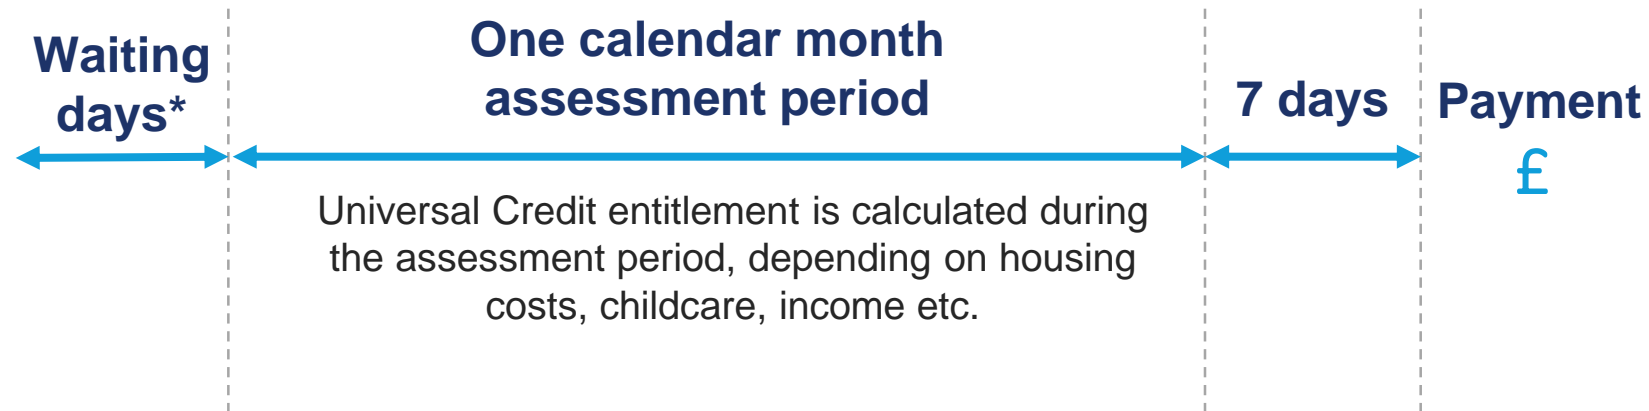 Waiting
days*
One calendar month
assessment period
7 days
Payment
£
Universal Credit entitlement is calculated during
the assessment period, depending on housing
costs, childcare, income etc.